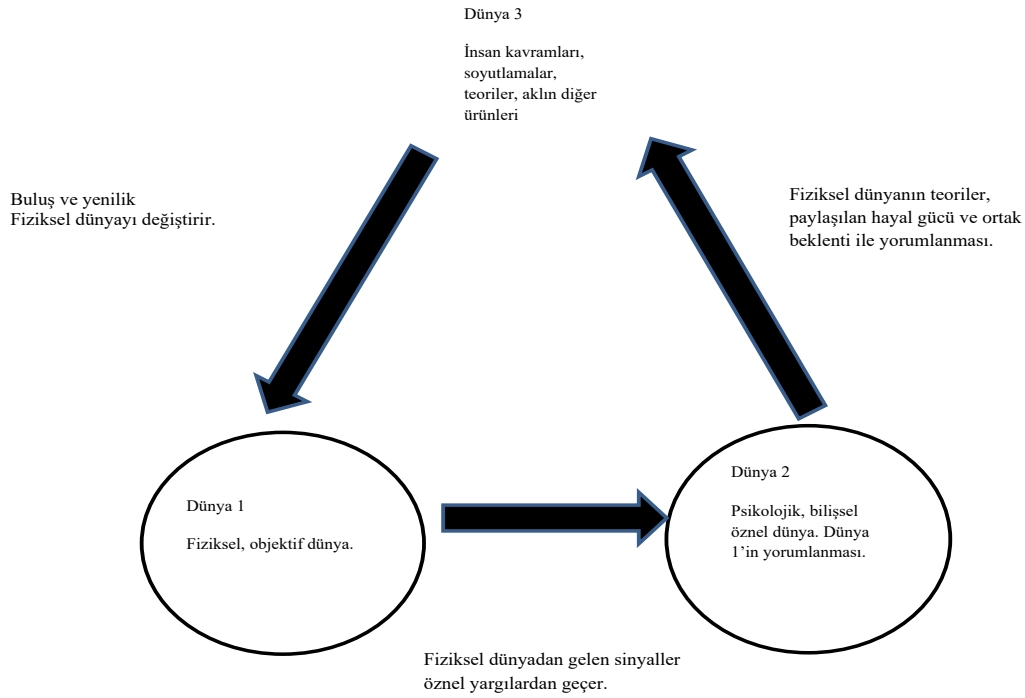 Dünya 3
İnsan kavramları,
soyutlamalar,
teoriler, aklın diğer
ürünleri
Buluş ve yenilik
Fiziksel dünyayı değiştirir.
Fiziksel dünyanın teoriler,
paylaşılan hayal gücü ve ortak
beklenti ile yorumlanması.
Dünya 1
Fiziksel, objektif dünya.
Dünya 2
Psikolojik, bilişsel
öznel dünya. Dünya
1’in yorumlanması.
Fiziksel dünyadan gelen sinyaller
öznel yargılardan geçer.